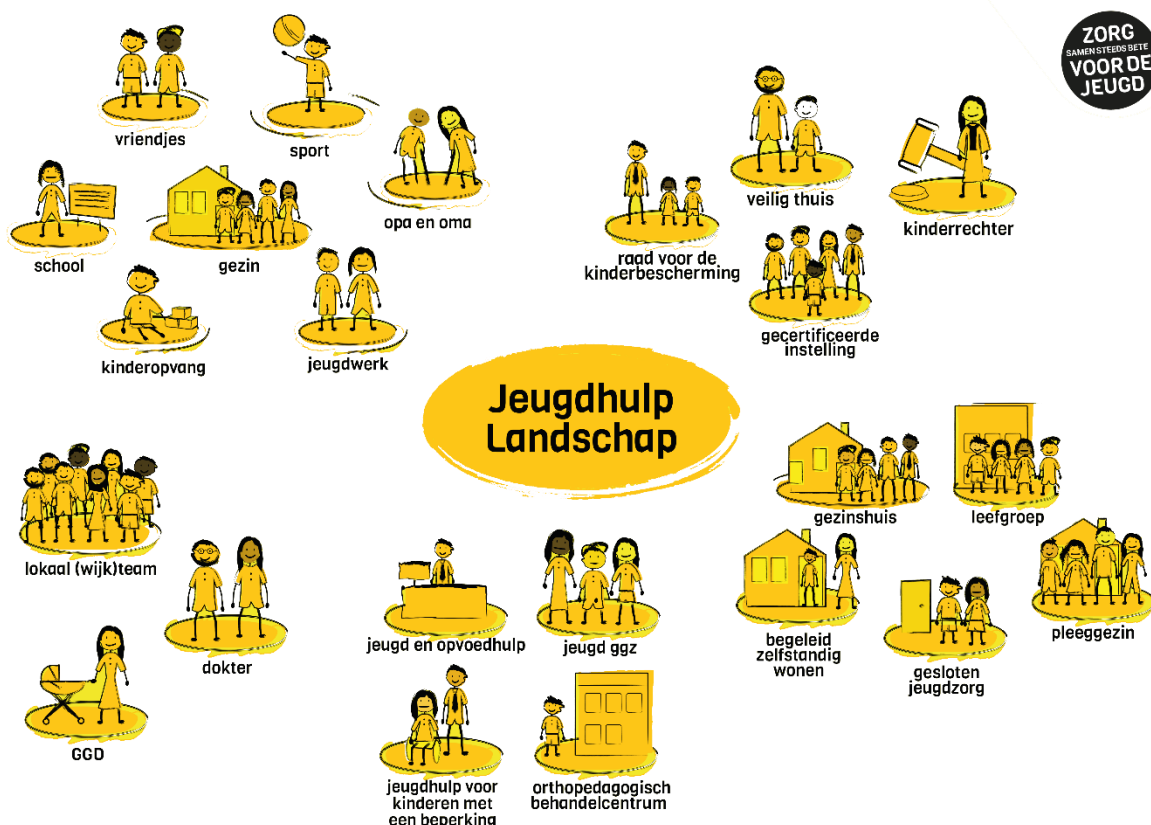 ZORG
SAMEN STEEDS BETE
VOOR DE
JEUGD
vriendjes
sport
opa en oma
school
gezin
kinderopvang
jeugdwerk
veilig thuis
kinderrechter
raad voor de
kinderbescherming
gecertificeerde
instelling
Jeugdhulp
Landschap
lokaal (wijk)team
dokter
GGD
jeugd en opvoedhulp
jeugd ggz
jeugdhulp voor
kinderen met
een beperking
orthopedagogisch
behandelcentrum
gezinshuis
leefgroep
begeleid
zelfstandig
wonen
gesloten
jeugdzorg
pleeggezin